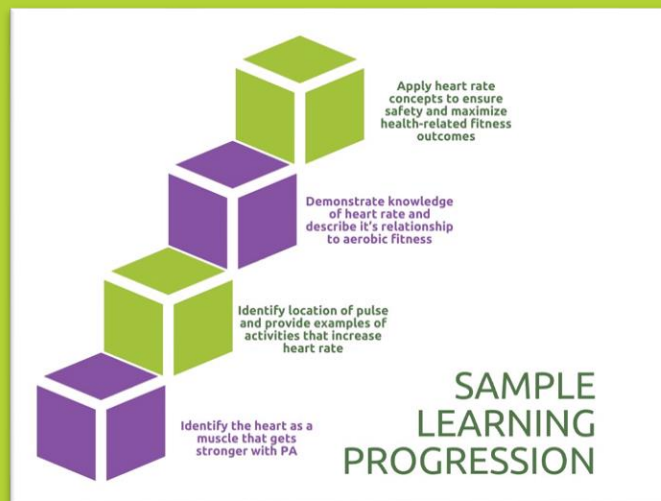 Apply heart rate
concepts to ensure
safety and maximize
health-related fitness
outcomes
Demonstrate knowledge
of heart rate and
describe it's relationship
to aerobic fitness
Identify location of pulse
and provide examples of
activities that increase
heart rate
Identify the heart as a
muscle that gets
stronger with PA
SAMPLE
LEARNING
PROGRESSION